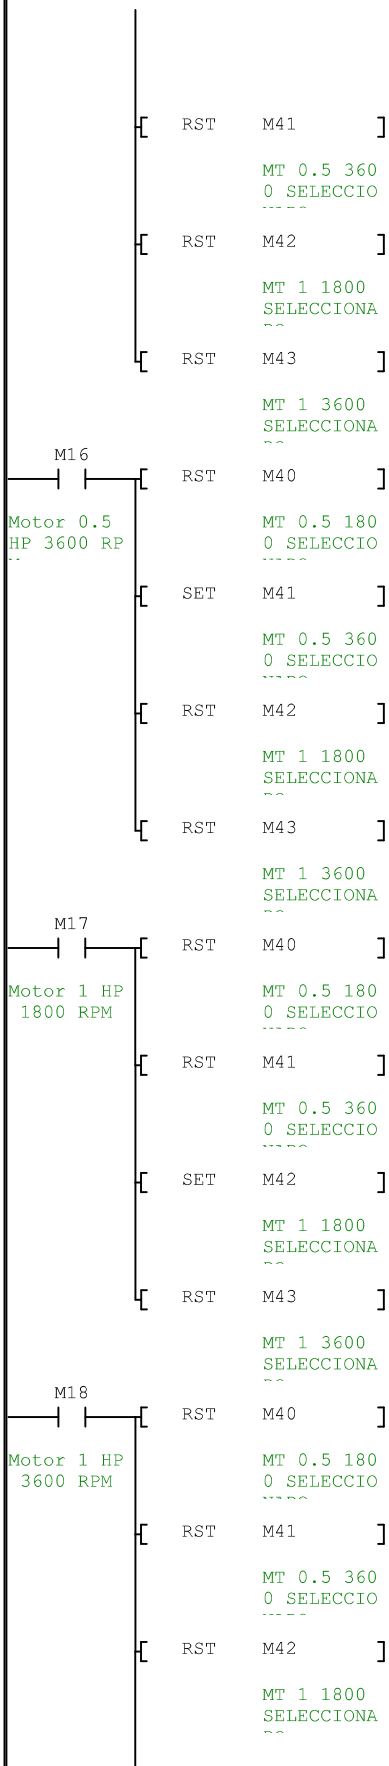 RST M41
MT 0.5 360
0 SELECCIO
RST M42
MT 1 1800
SELECCIONA
RST M43
MT 1 3600
SELECCIONA
M16
RST M40
Motor 0.5
HP 3600 RP
MT 0.5 180
0 SELECCIO
SET M41
MT 0.5 360
0 SELECCIO
RST M42
MT 1 1800
SELECCIONA
RST M43
MT 1 3600
SELECCIONA
M17
RST M40
Motor 1 HP
1800 RPM
MT 0.5 180
0 SELECCIO
RST M41
MT 0.5 360
0 SELECCIO
SET M42
MT 1 1800
SELECCIONA
RST M43
MT 1 3600
SELECCIONA
M18
RST M40
Motor 1 HP
3600 RPM
MT 0.5 180
0 SELECCIO
RST M41
MT 0.5 360
0 SELECCIO
RST M42
MT 1 1800
SELECCIONA